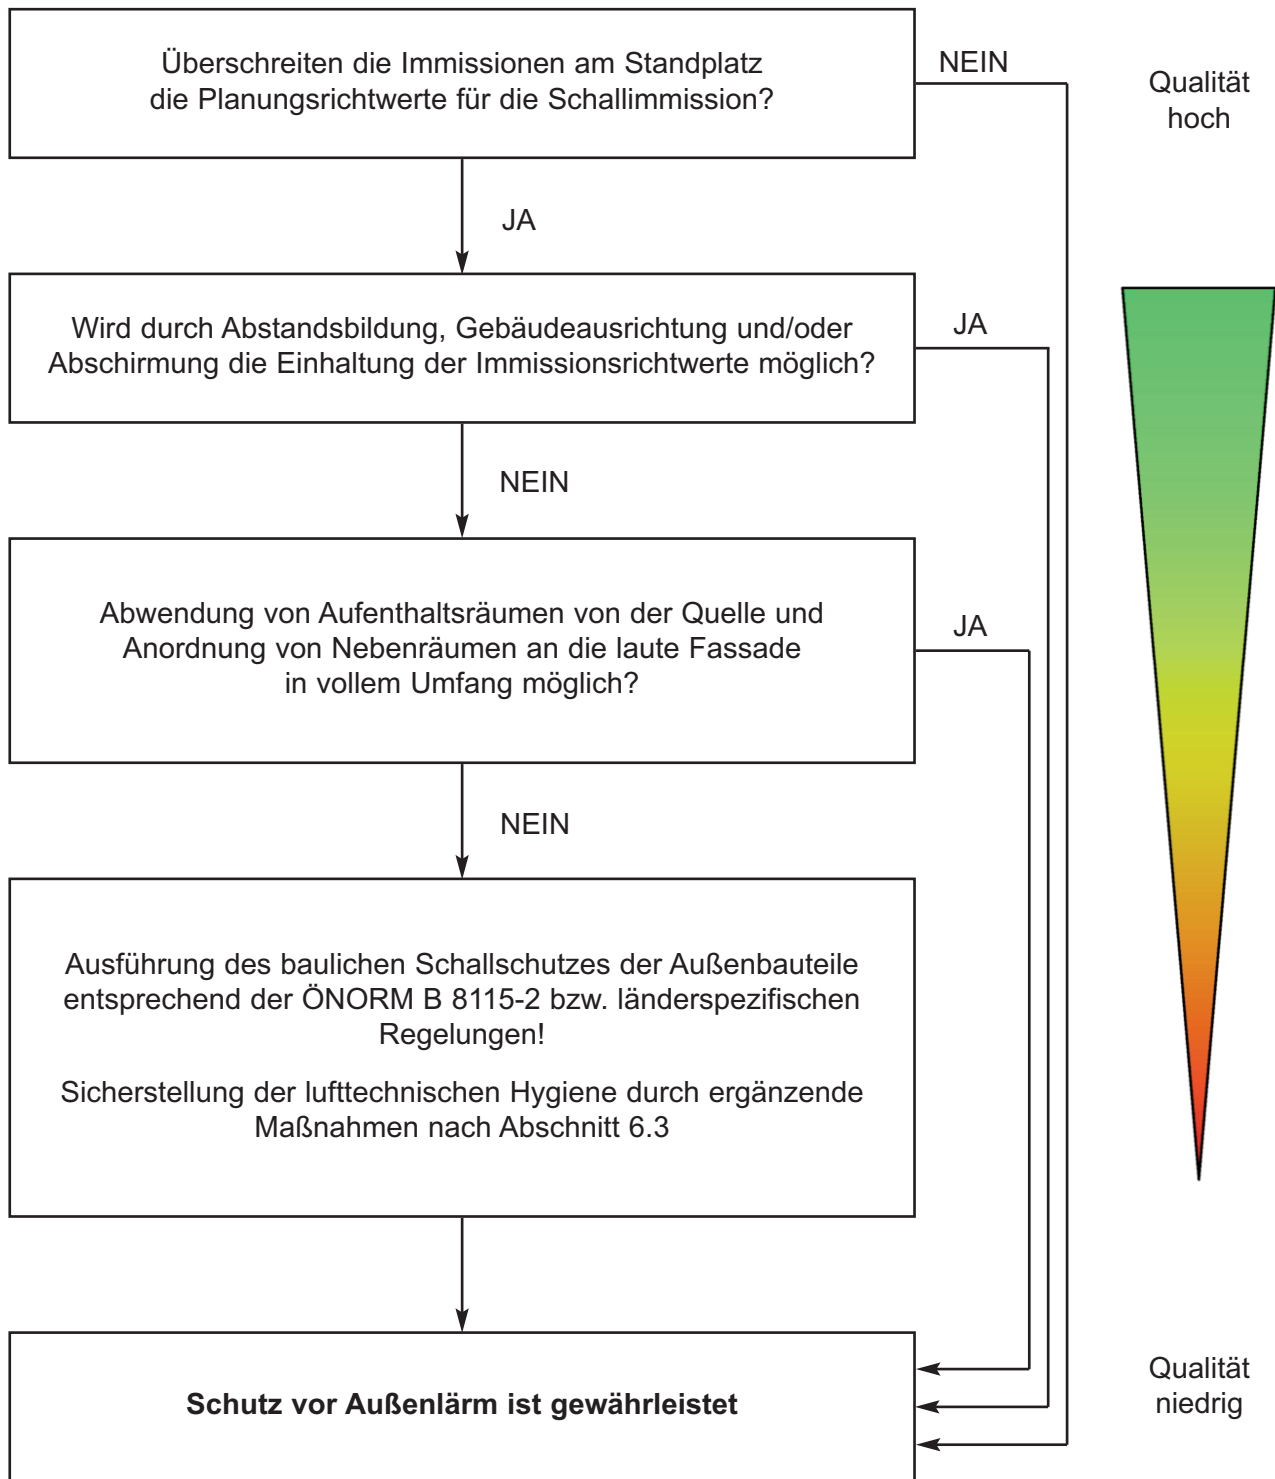 Überschreiten die Immissionen am Standplatz
die Planungsrichtwerte für die Schallimmission?
NEIN
Qualität
hoch
JA
Wird durch Abstandsbildung, Gebäudeausrichtung und/oder
Abschirmung die Einhaltung der Immissionsrichtwerte möglich?
JA
NEIN
Abwendung von Aufenthaltsräumen von der Quelle und
Anordnung von Nebenräumen an die laute Fassade
in vollem Umfang möglich?
JA
NEIN
Ausführung des baulichen Schallschutzes der Außenbauteile
entsprechend der ÖNORM B 8115-2 bzw. länderspezifischen
Regelungen!
Sicherstellung der lufttechnischen Hygiene durch ergänzende
Maßnahmen nach Abschnitt 6.3
Schutz vor Außenlärm ist gewährleistet
Qualität
niedrig